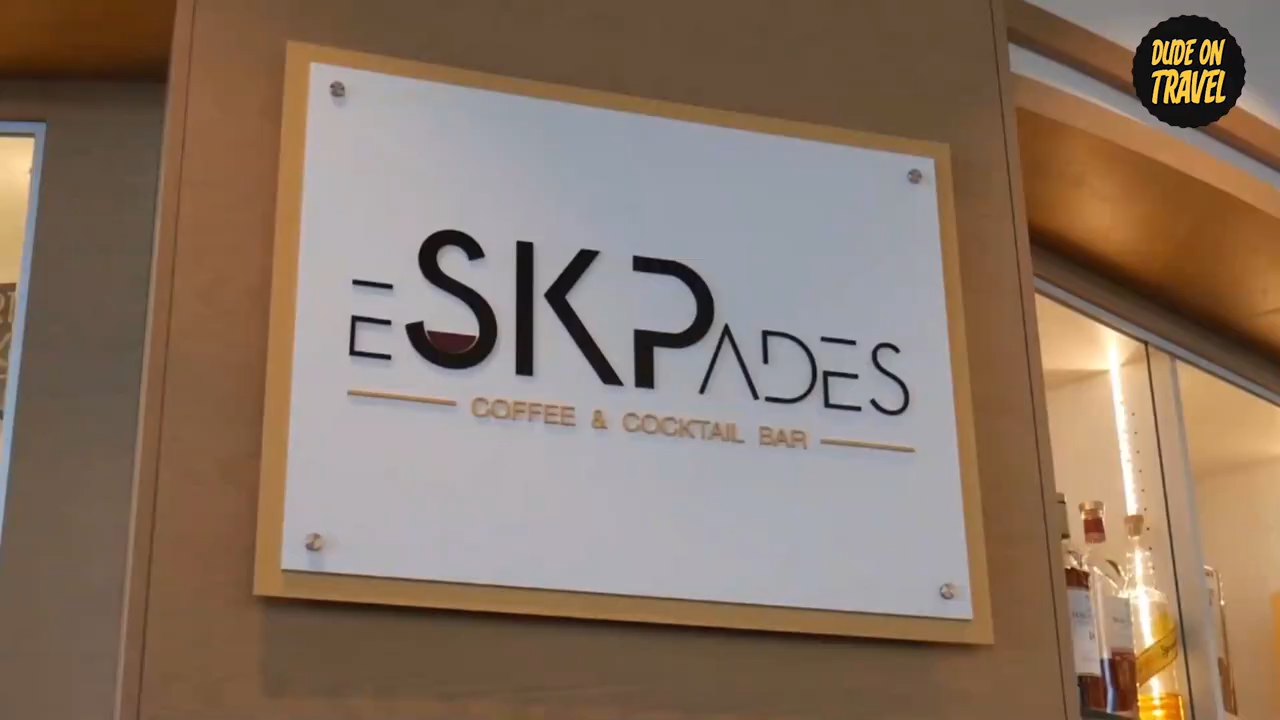 DUDE ON
TRAVEL
ESKPADES
COFFEE & COCKTAIL BAR